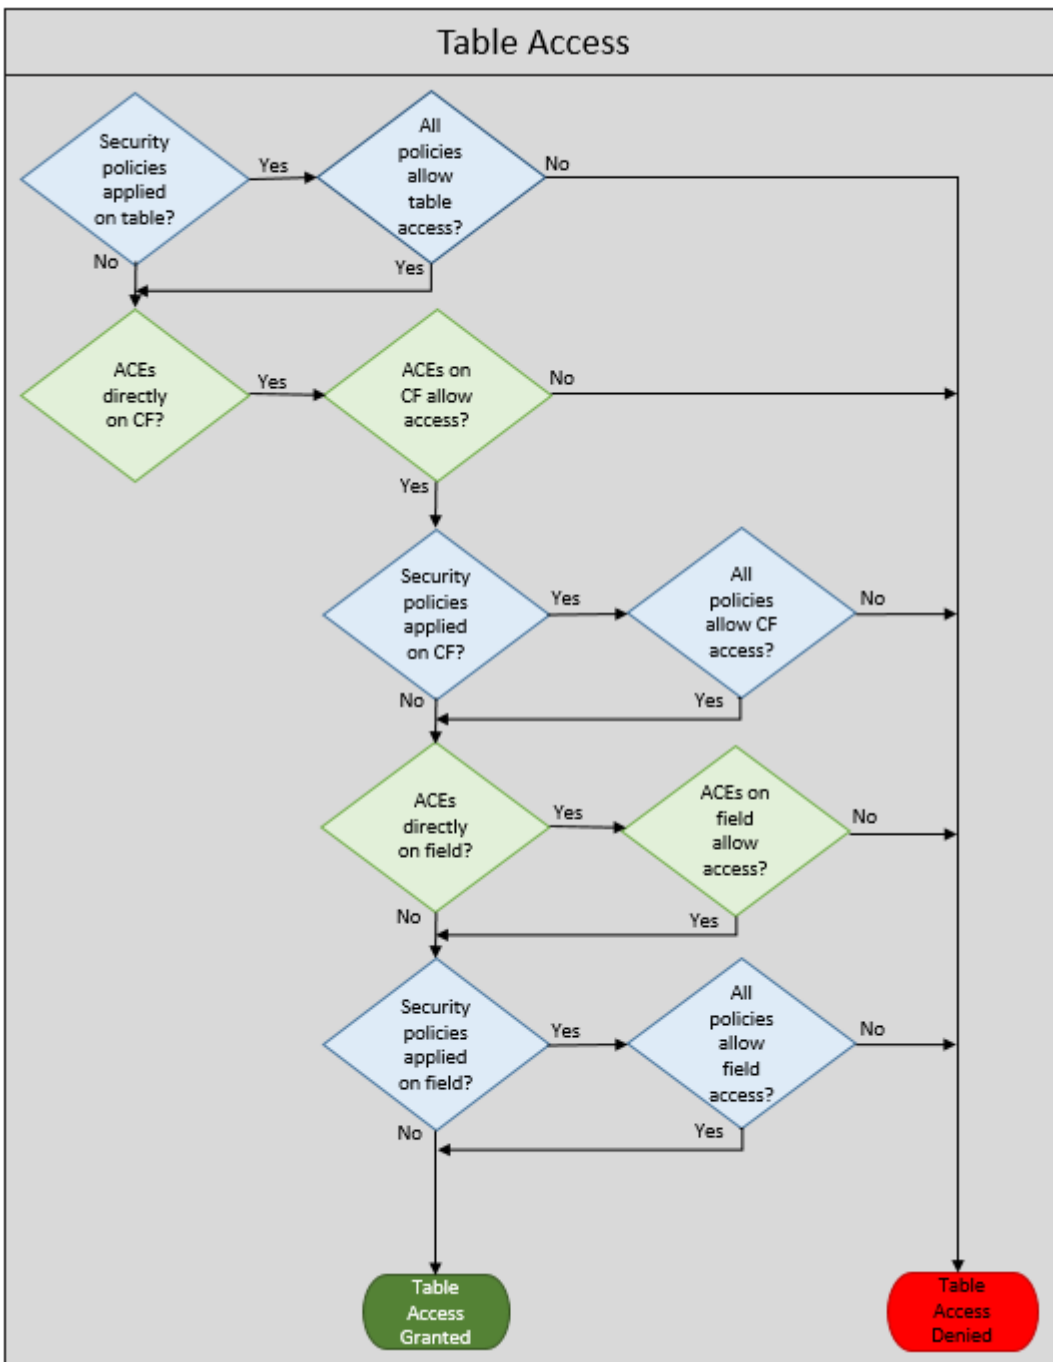 Table Access
Security
policies
applied
on table?
Yes
All
policies
allow
table
access?
No
No
Yes
ACEs
directly
on CF?
Yes
ACEs on
CF allow
access?
No
Yes
Security
policies
applied
on CF?
Yes
All
policies
allow CF
access?
No
No
Yes
ACEs
directly
on field?
Yes
ACEs on
field
allow
access?
No
No
Yes
Security
policies
applied
on field?
Yes
All
policies
allow
field
access?
No
No
Yes
Table
Access
Granted
Table
Access
Denied